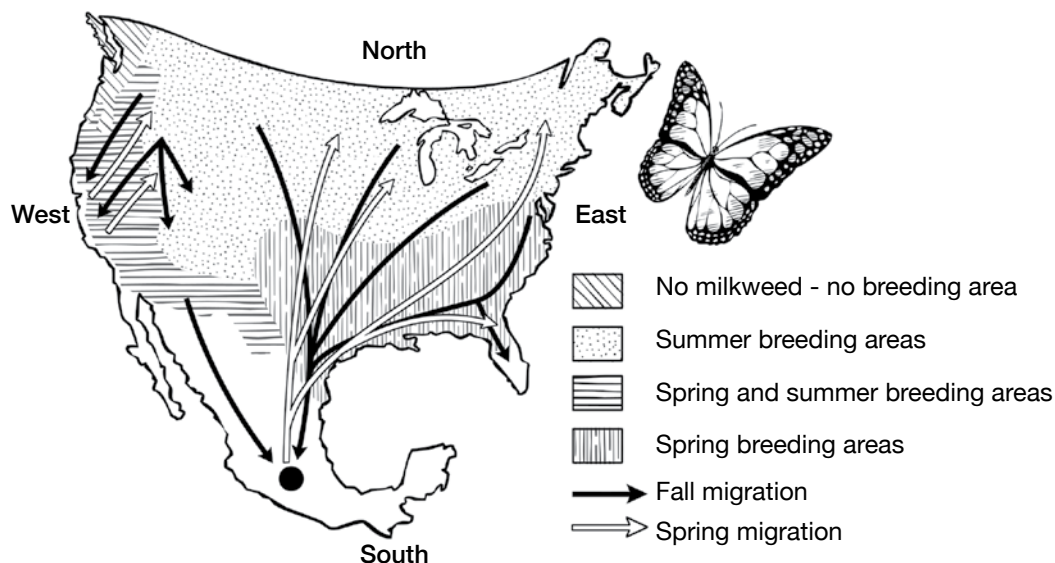 North
West
East
South
No milkweed - no breeding area
Summer breeding areas
Spring and summer breeding areas
Spring breeding areas
Fall migration
Spring migration